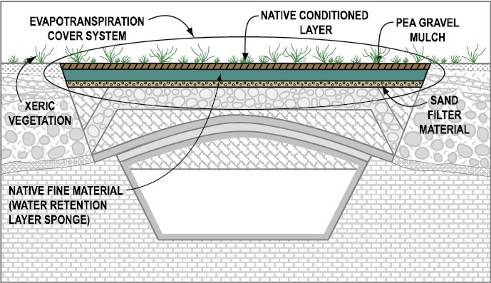 EVAPOTRANSPIRATION
COVER SYSTEM
NATIVE CONDITIONED
LAYER
PEA GRAVEL
MULCH
XERIC
VEGETATION
SAND
FILTER
MATERIAL
NATIVE FINE MATERIAL
(WATER RETENTION
LAYER SPONGE)